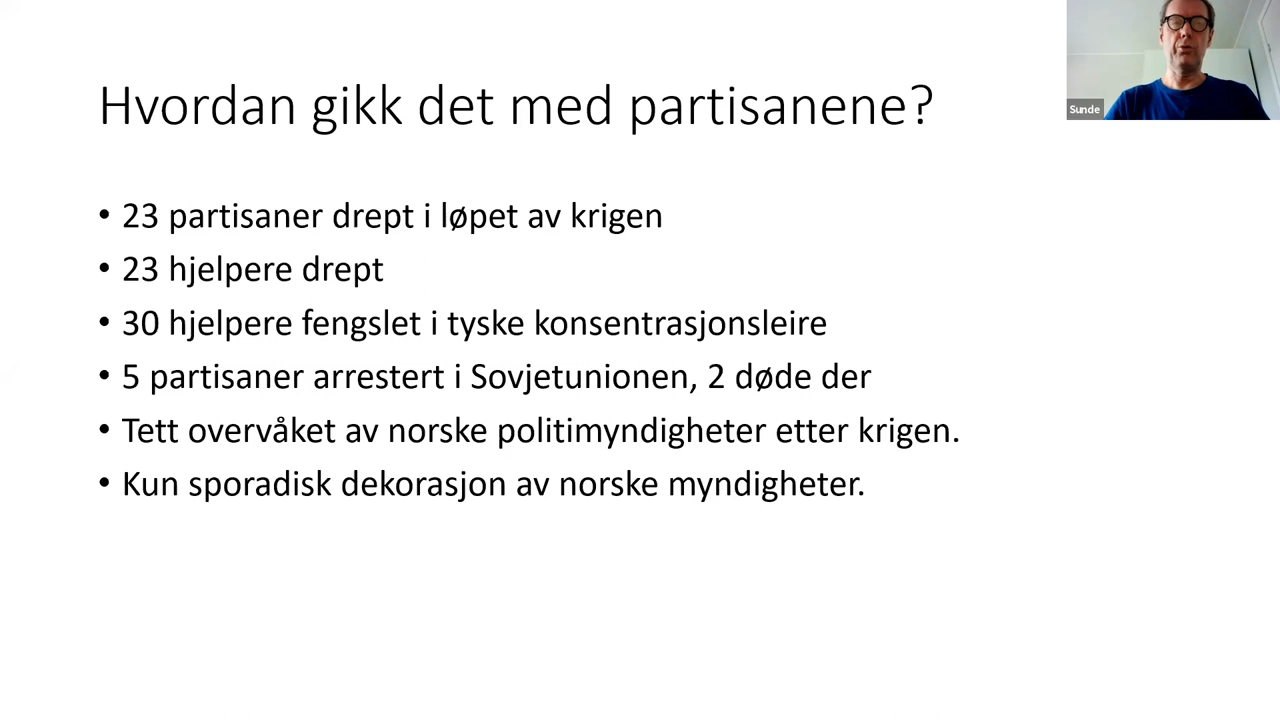 Hvordan gikk det med partisanene?
Sunde
• 23 partisaner drept i løpet av krigen
• 23 hjelpere drept
• 30 hjelpere fengslet i tyske konsentrasjonsleire
• 5 partisaner arrestert i Sovjetunionen, 2 døde der
• Tett overvåket av norske politimyndigheter etter krigen.
• Kun sporadisk dekorasjon av norske myndigheter.